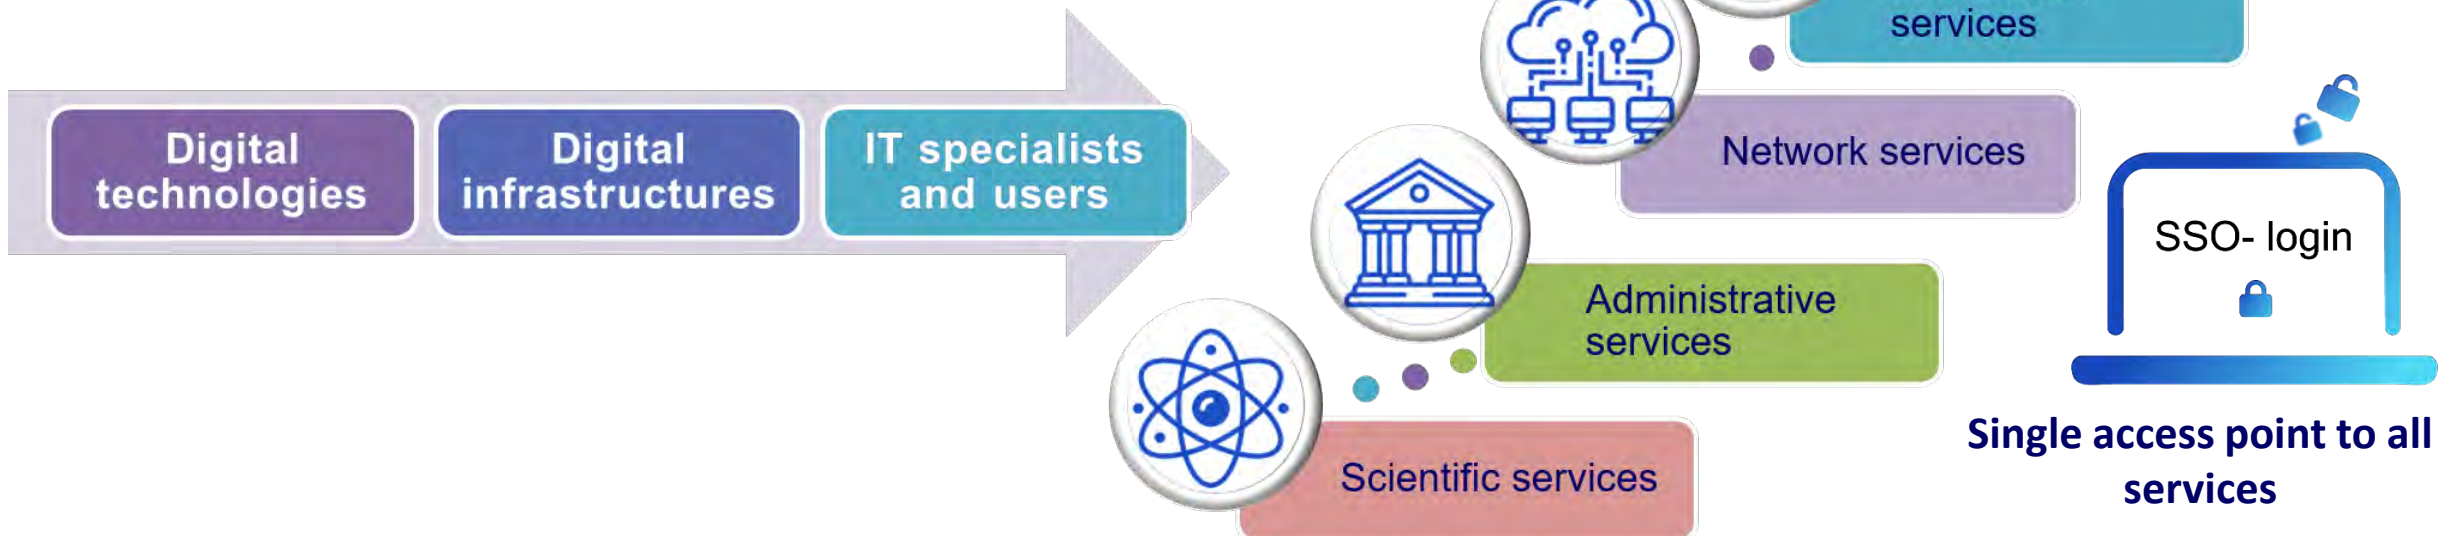 Digital
technologies
Digital
infrastructures
IT specialists
and users
services
Network services
Administrative
services
Scientific services
SSO- login
Single access point to all
services